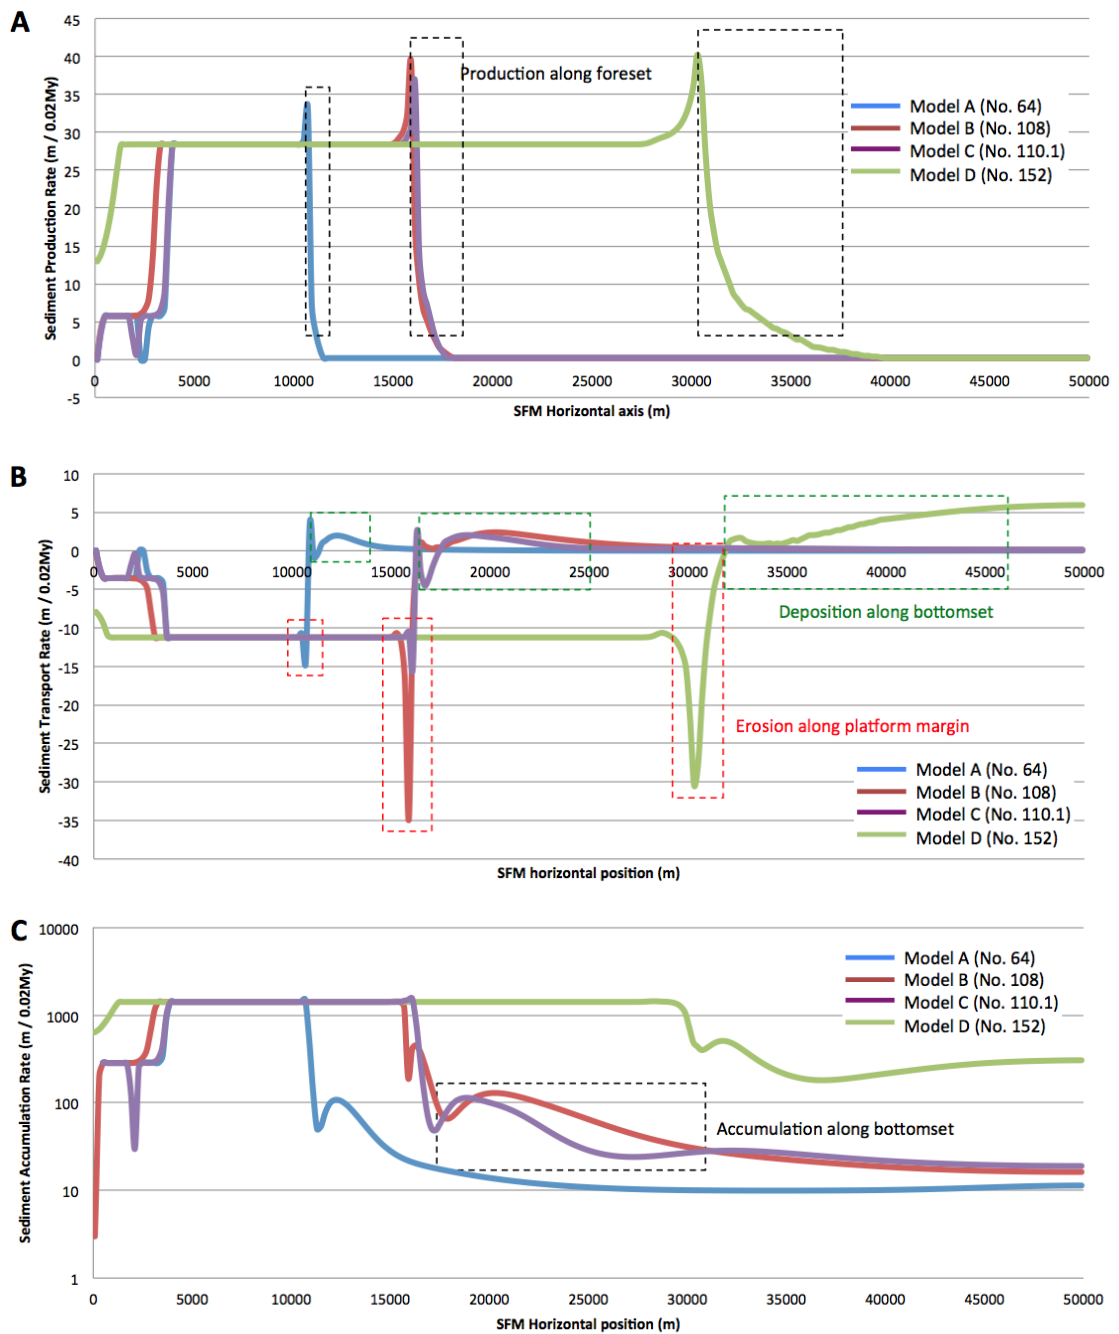 A
45
40
35
30
25
20
15
10
5
0
-5
Sediment Production Rate (m / 0.02My)
Production along foreset
Model A (No. 64)
Model B (No. 108)
Model C (No. 110.1)
Model D (No. 152)
0 5000 10000 15000 20000 25000 30000 35000 40000 45000 50000
SFM Horizontal axis (m)
B
10
5
0
-5
-10
-15
-20
-25
-30
-35
-40
Sediment Transport Rate (m / 0.02My)
0 5000 10000 15000 20000 25000 30000 35000 40000 45000 50000
Deposition along bottomset
Erosion along platform margin
Model A (No. 64)
Model B (No. 108)
Model C (No. 110.1)
Model D (No. 152)
SFM horizontal position (m)
C
10000
1000
100
10
1
Sediment Accumulation Rate (m / 0.02My)
Model A (No. 64)
Model B (No. 108)
Model C (No. 110.1)
Model D (No. 152)
Accumulation along bottomset
0 5000 10000 15000 20000 25000 30000 35000 40000 45000 50000
SFM Horizontal position (m)